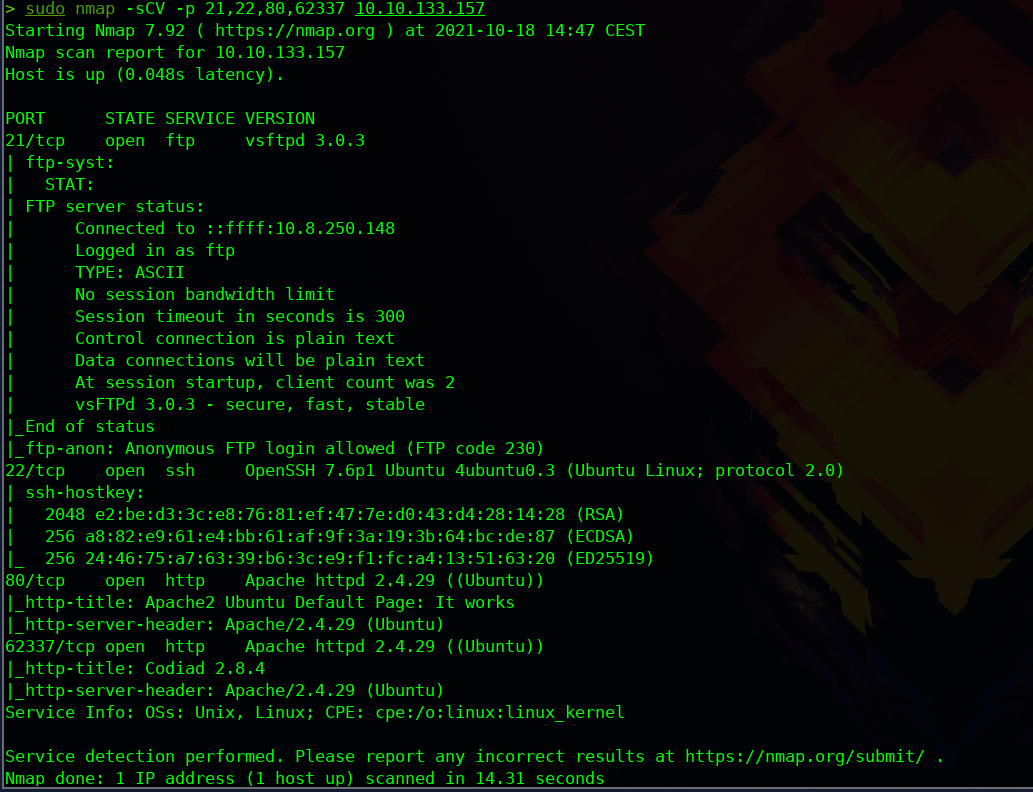 > sudo nmap -sCV -p 21,22,80,62337 10.10.133.157
Starting Nmap 7.92 ( https://nmap.org ) at 2021-10-18 14:47 CEST
Nmap scan report for 10.10.133.157
Host is up (0.048s latency).

PORT      STATE SERVICE VERSION
21/tcp    open  ftp     vsftpd 3.0.3
| ftp-syst:
|   STAT:
| FTP server status:
|      Connected to ::ffff:10.8.250.148
|      Logged in as ftp
|      TYPE: ASCII
|      No session bandwidth limit
|      Session timeout in seconds is 300
|      Control connection is plain text
|      Data connections will be plain text
|      At session startup, client count was 2
|      vsFTPd 3.0.3 - secure, fast, stable
|_End of status
|_ftp-anon: Anonymous FTP login allowed (FTP code 230)
22/tcp    open  ssh     OpenSSH 7.6p1 Ubuntu 4ubuntu0.3 (Ubuntu Linux; protocol 2.0)
| ssh-hostkey:
|   2048 e2:be:d3:3c:e8:76:81:ef:47:7e:d0:43:d4:28:14:28 (RSA)
|   256 a8:82:e9:61:e4:bb:61:af:9f:3a:19:3b:64:bc:de:87 (ECDSA)
|_  256 24:46:75:a7:63:39:b6:3c:e9:f1:fc:a4:13:51:63:20 (ED25519)
80/tcp    open  http    Apache httpd 2.4.29 ((Ubuntu))
|_http-title: Apache2 Ubuntu Default Page: It works
|_http-server-header: Apache/2.4.29 (Ubuntu)
62337/tcp open  http    Apache httpd 2.4.29 ((Ubuntu))
|_http-title: Codiad 2.8.4
|_http-server-header: Apache/2.4.29 (Ubuntu)
Service Info: OSs: Unix, Linux; CPE: cpe:/o:linux:linux_kernel

Service detection performed. Please report any incorrect results at https://nmap.org/submit/ .
Nmap done: 1 IP address (1 host up) scanned in 14.31 seconds